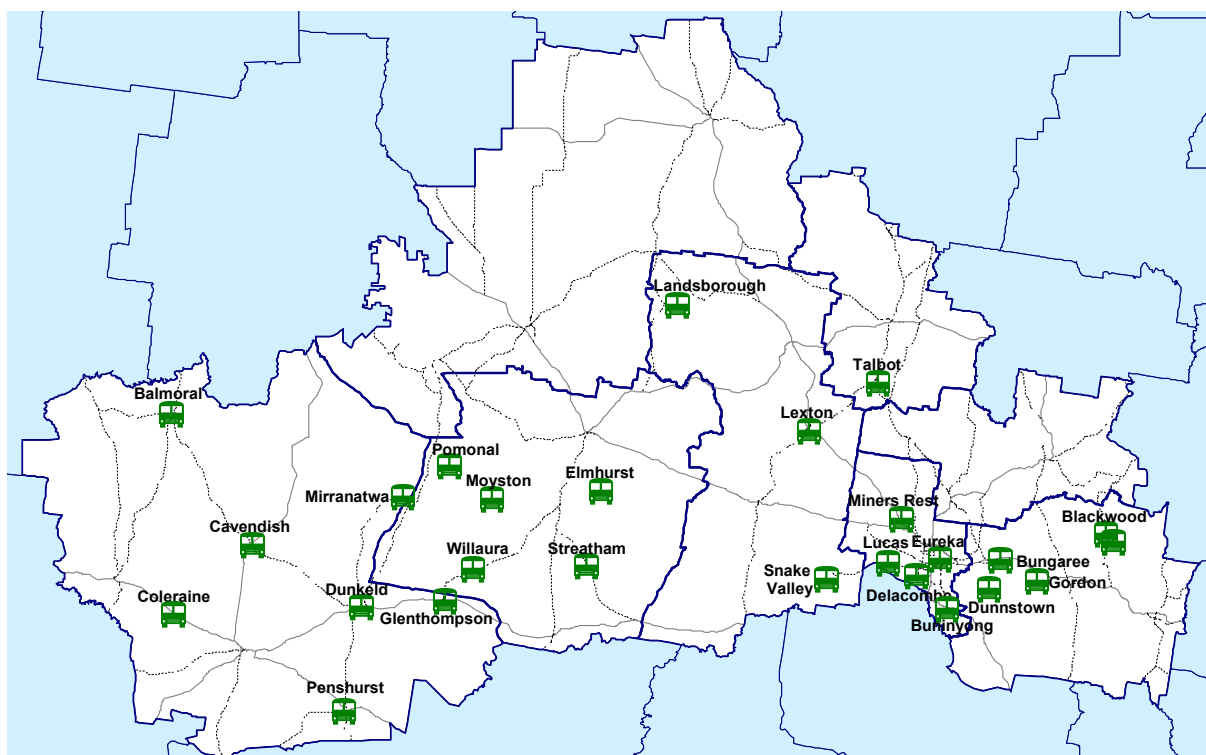 Landsborough
Talbot
Balmoral
Lexton
Pomonal
Moyston
Elmhurst
Mirranatwa
Miners Rest
Blackwood
Cavendish
Lucas
Eureka
Willaura
Streatham
Bungaree
Snake
Valley
Gordon
Delacombe
Dunkeld
Coleraine
Dunnstown
Glenthompson
Buninyong
Penshurst